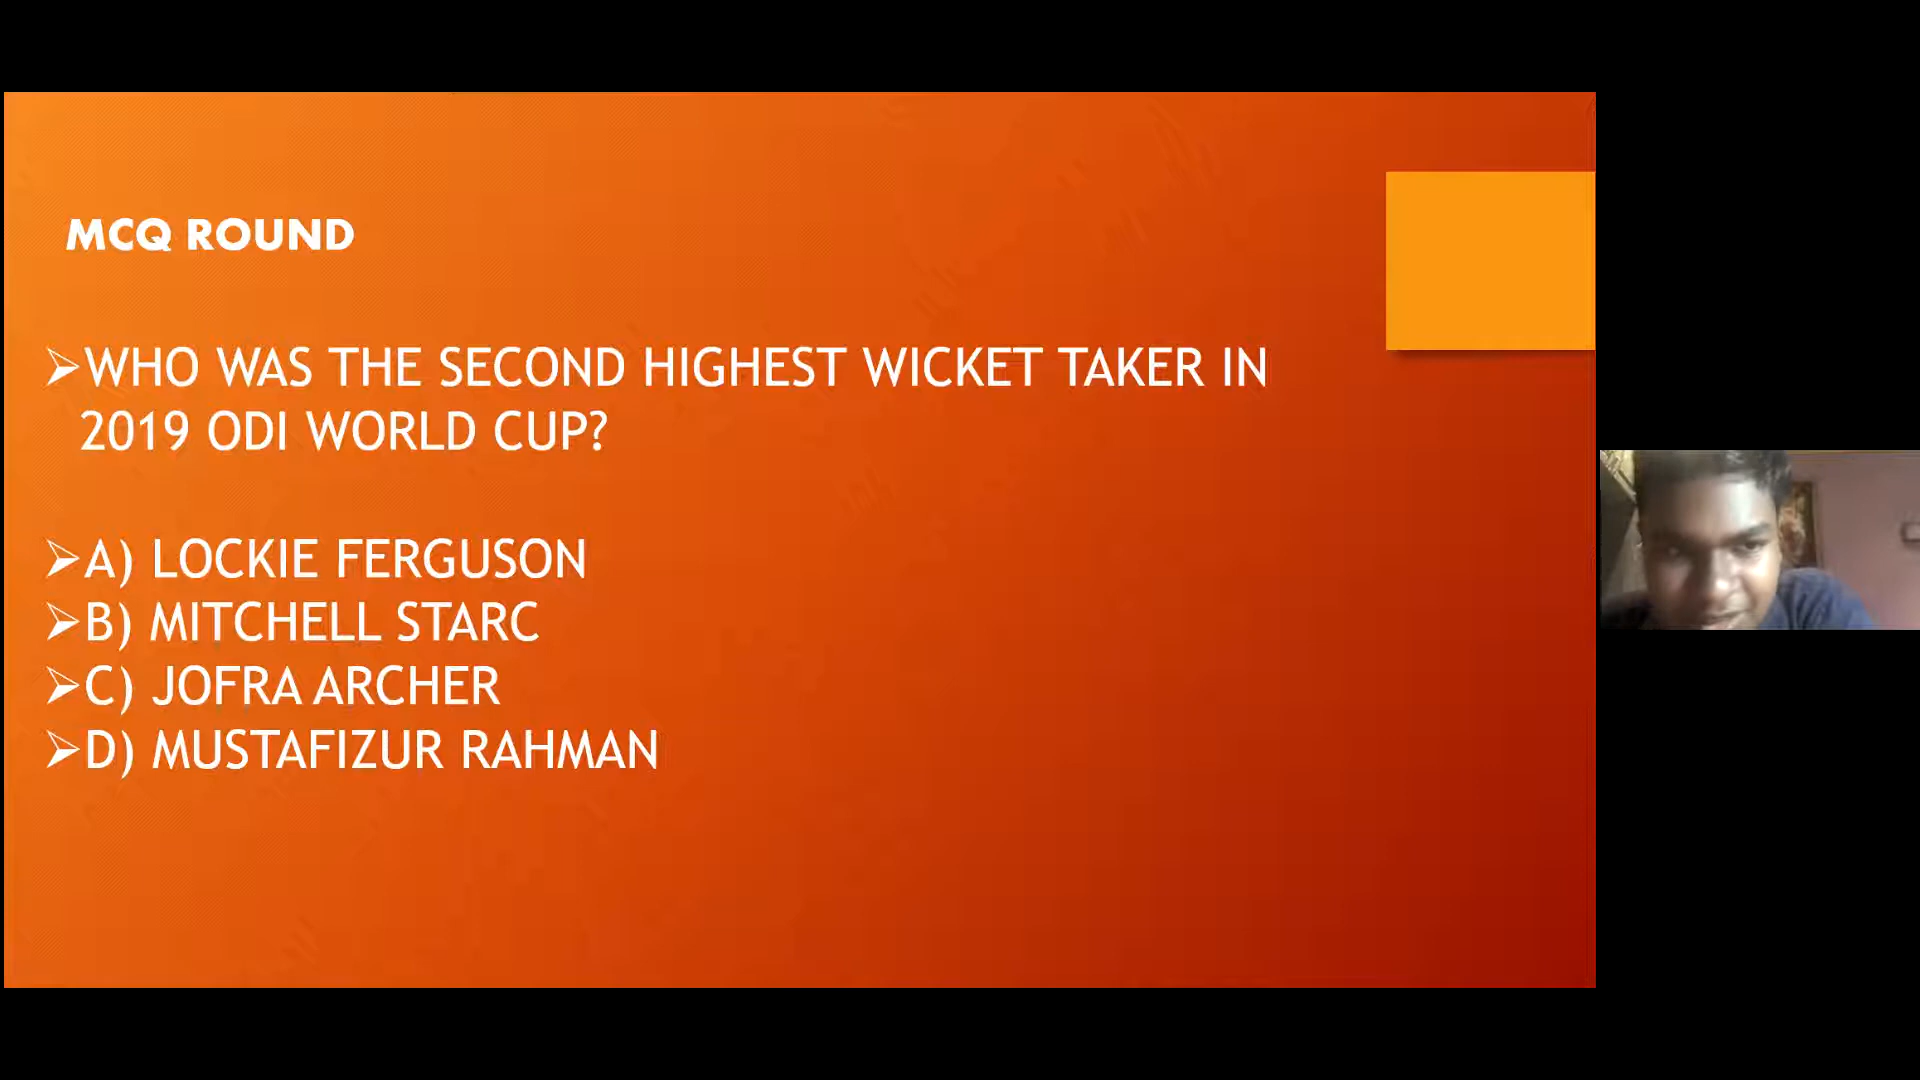 MCQ ROUND
➢WHO WAS THE SECOND HIGHEST WICKET TAKER IN
2019 ODI WORLD CUP?
➢A) LOCKIE FERGUSON
➢B) MITCHELL STARC
➢C) JOFRA ARCHER
➢D) MUSTAFIZUR RAHMAN